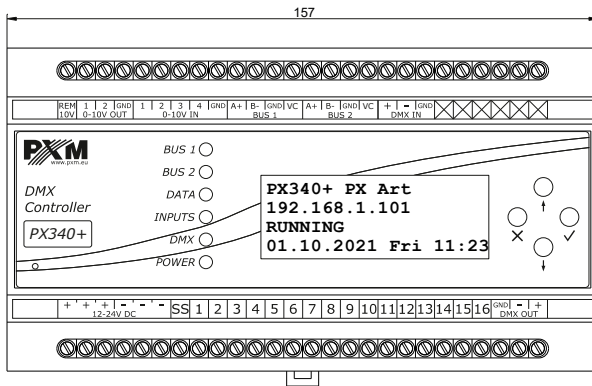 157
REM 1 2 GND 1 2 3 4 GND A+ B- GND VC A+ B- GND VC + - GND
10V 0-10V OUT 0-10V IN BUS 1 BUS 2 DMX IN
PXM
www.pxm.eu
DMX
Controller
PX340+
BUS 1
BUS 2
DATA
INPUTS
DMX
POWER
PX340+ PX Art
192.168.1.101
RUNNING
01.10.2021 Fri 11:23
+ + + - - - SS 1 2 3 4 5 6 7 8 9 10 11 12 13 14 15 16 GND - +
12-24V DC DMX OUT